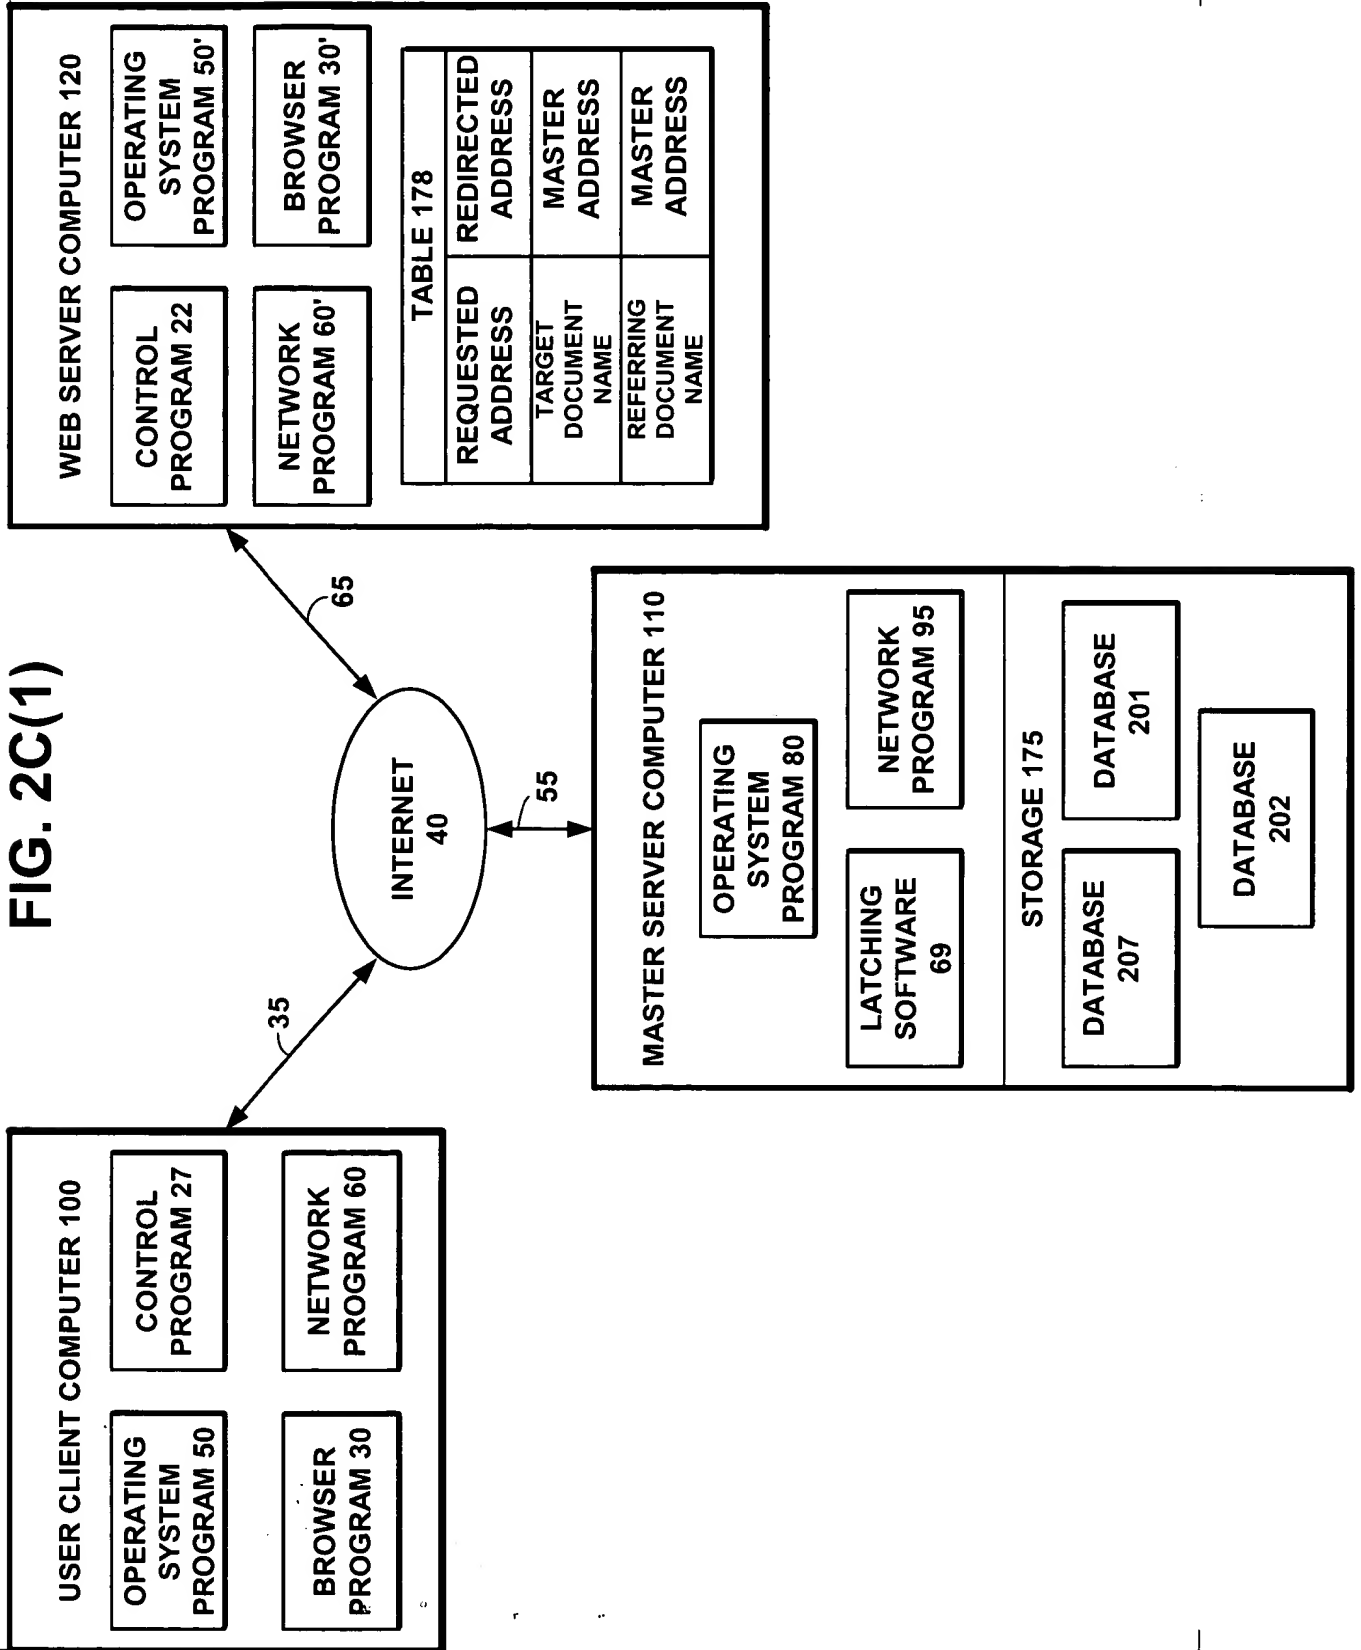 FIG. 2C(1)
USER CLIENT COMPUTER 100
OPERATING
SYSTEM
PROGRAM 50
CONTROL
PROGRAM 27
BROWSER
PROGRAM 30
NETWORK
PROGRAM 60
35
INTERNET
40
65
55
WEB SERVER COMPUTER 120
CONTROL
PROGRAM 22
OPERATING
SYSTEM
PROGRAM 50'
NETWORK
PROGRAM 60'
BROWSER
PROGRAM 30'
TABLE 178
REQUESTED
ADDRESS
REDIRECTED
ADDRESS
TARGET
DOCUMENT
NAME
MASTER
ADDRESS
REFERRING
DOCUMENT
NAME
MASTER
ADDRESS
MASTER SERVER COMPUTER 110
OPERATING
SYSTEM
PROGRAM 80
LATCHING
SOFTWARE
69
NETWORK
PROGRAM 95
STORAGE 175
DATABASE
207
DATABASE
201
DATABASE
202